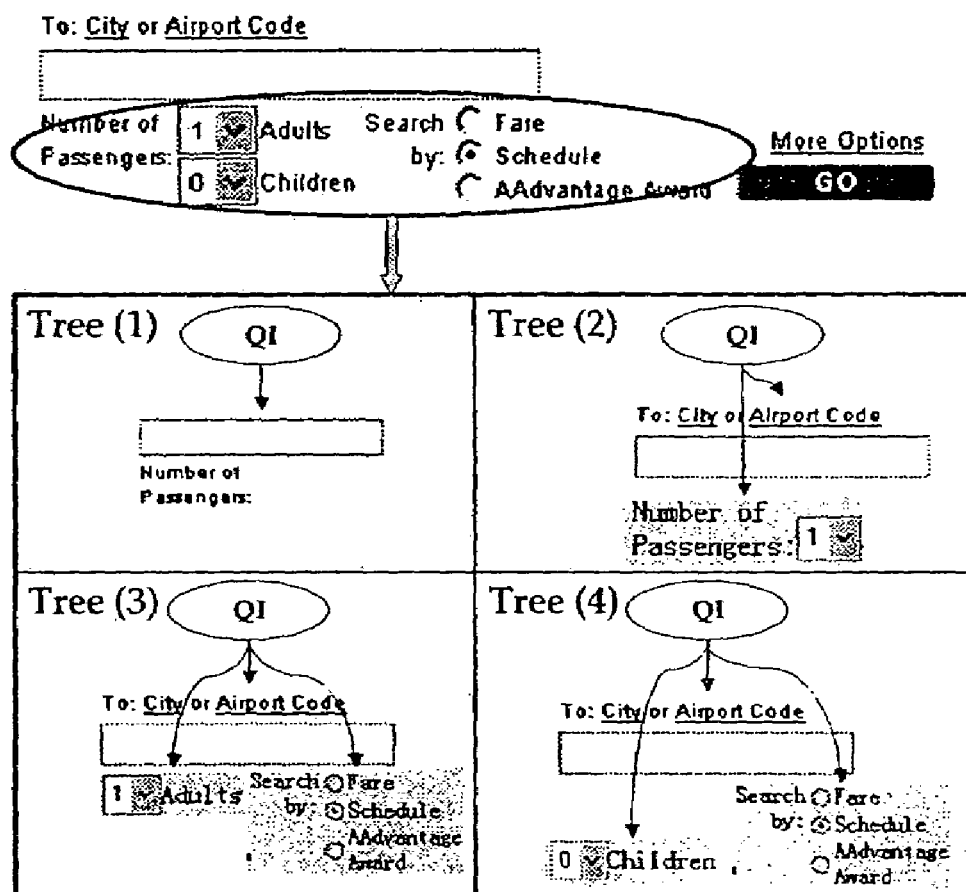 To: City or Airport Code
Number of Passengers:
1 Adults
0 Children
Search by:
Fare
Schedule
AAdvantage Award
More Options
GO
Tree (1)
QI
Number of
Passengers:
Tree (2)
QI
To: City or Airport Code
Number of
Passengers: 1
Tree (3)
QI
To: City or Airport Code
1 Adults
Search by:
Fare
Schedule
AAdvantage
Award
Tree (4)
QI
To: City or Airport Code
0 Children
Search by:
Fare
Schedule
AAdvantage
Award